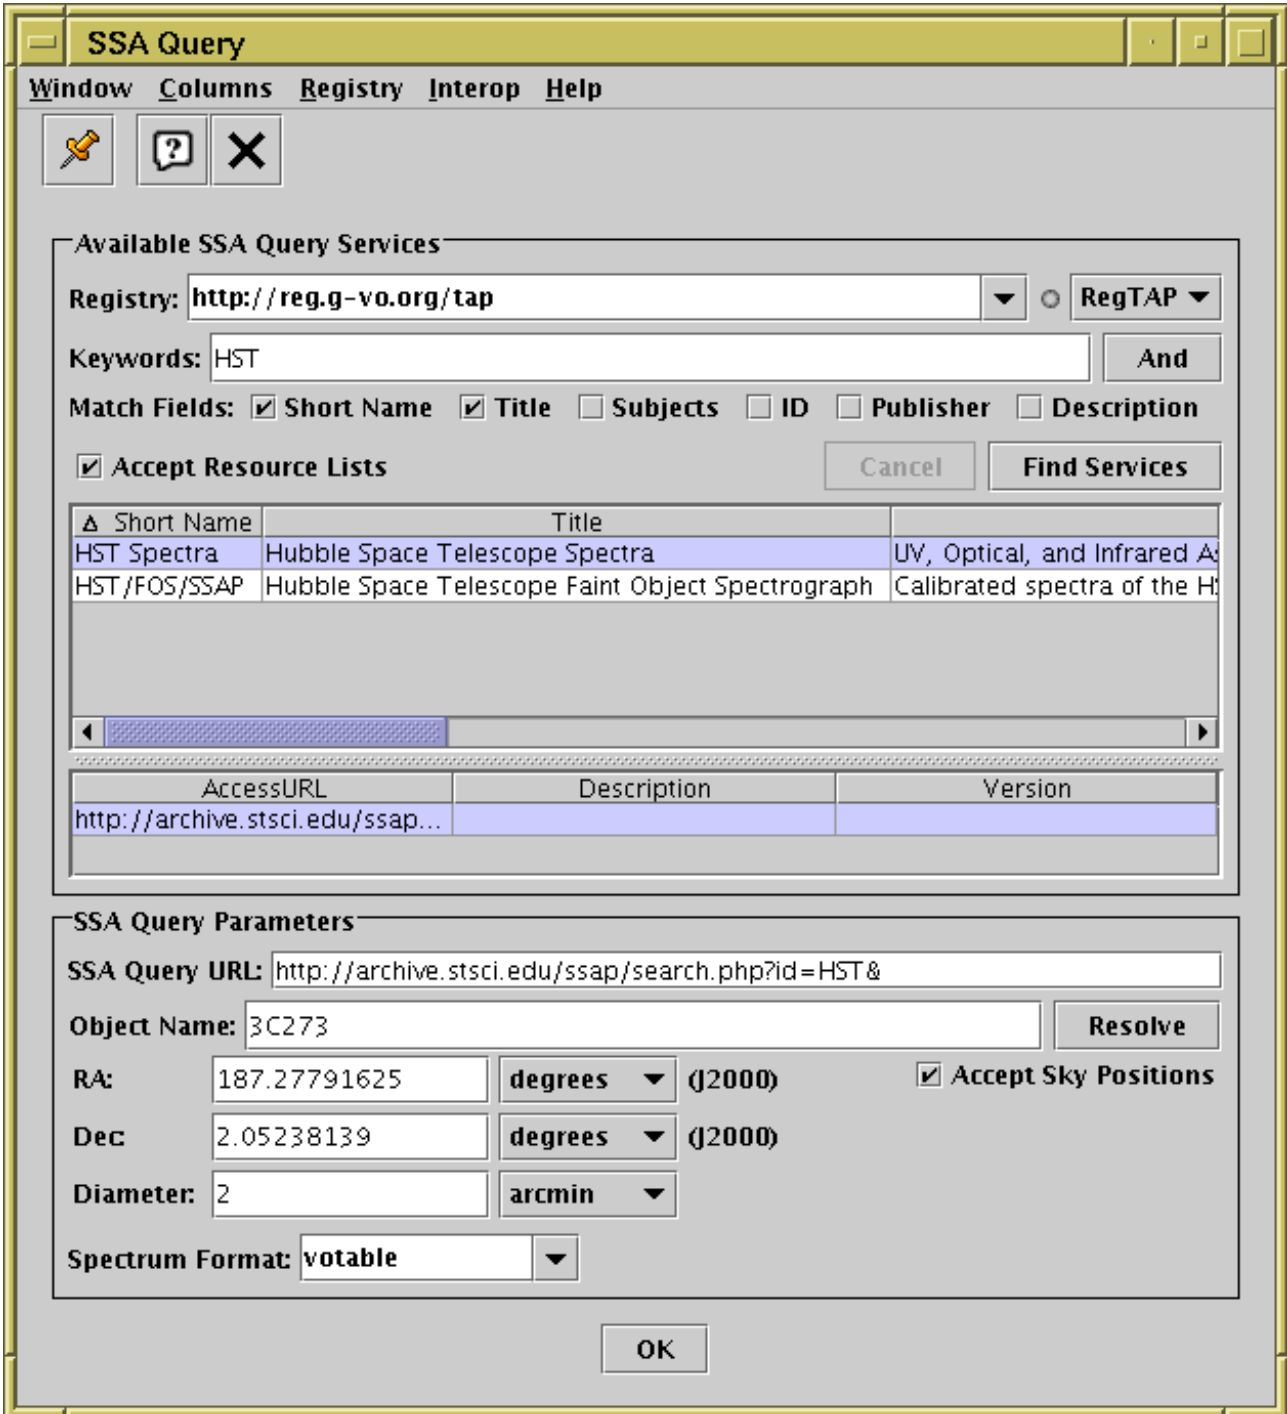 SSA Query
Window Columns Registry Interop Help
Available SSA Query Services
Registry: http://reg.g-vo.org/tap RegTAP
Keywords: HST And
Match Fields: Short Name Title Subjects ID Publisher Description
Accept Resource Lists Cancel Find Services
Short Name Title
HST Spectra Hubble Space Telescope Spectra UV, Optical, and Infrared
HST/FOS/SSAP Hubble Space Telescope Faint Object Spectrograph Calibrated spectra of the
AccessURL Description Version
http://archive.stsci.edu/ssap...
SSA Query Parameters
SSA Query URL: http://archive.stsci.edu/ssap/search.php?id=HST&
Object Name: 3C273 Resolve
RA: 187.27791625 degrees (J2000) Accept Sky Positions
Dec: 2.05238139 degrees (J2000)
Diameter: 2 arcmin
Spectrum Format: votable
OK